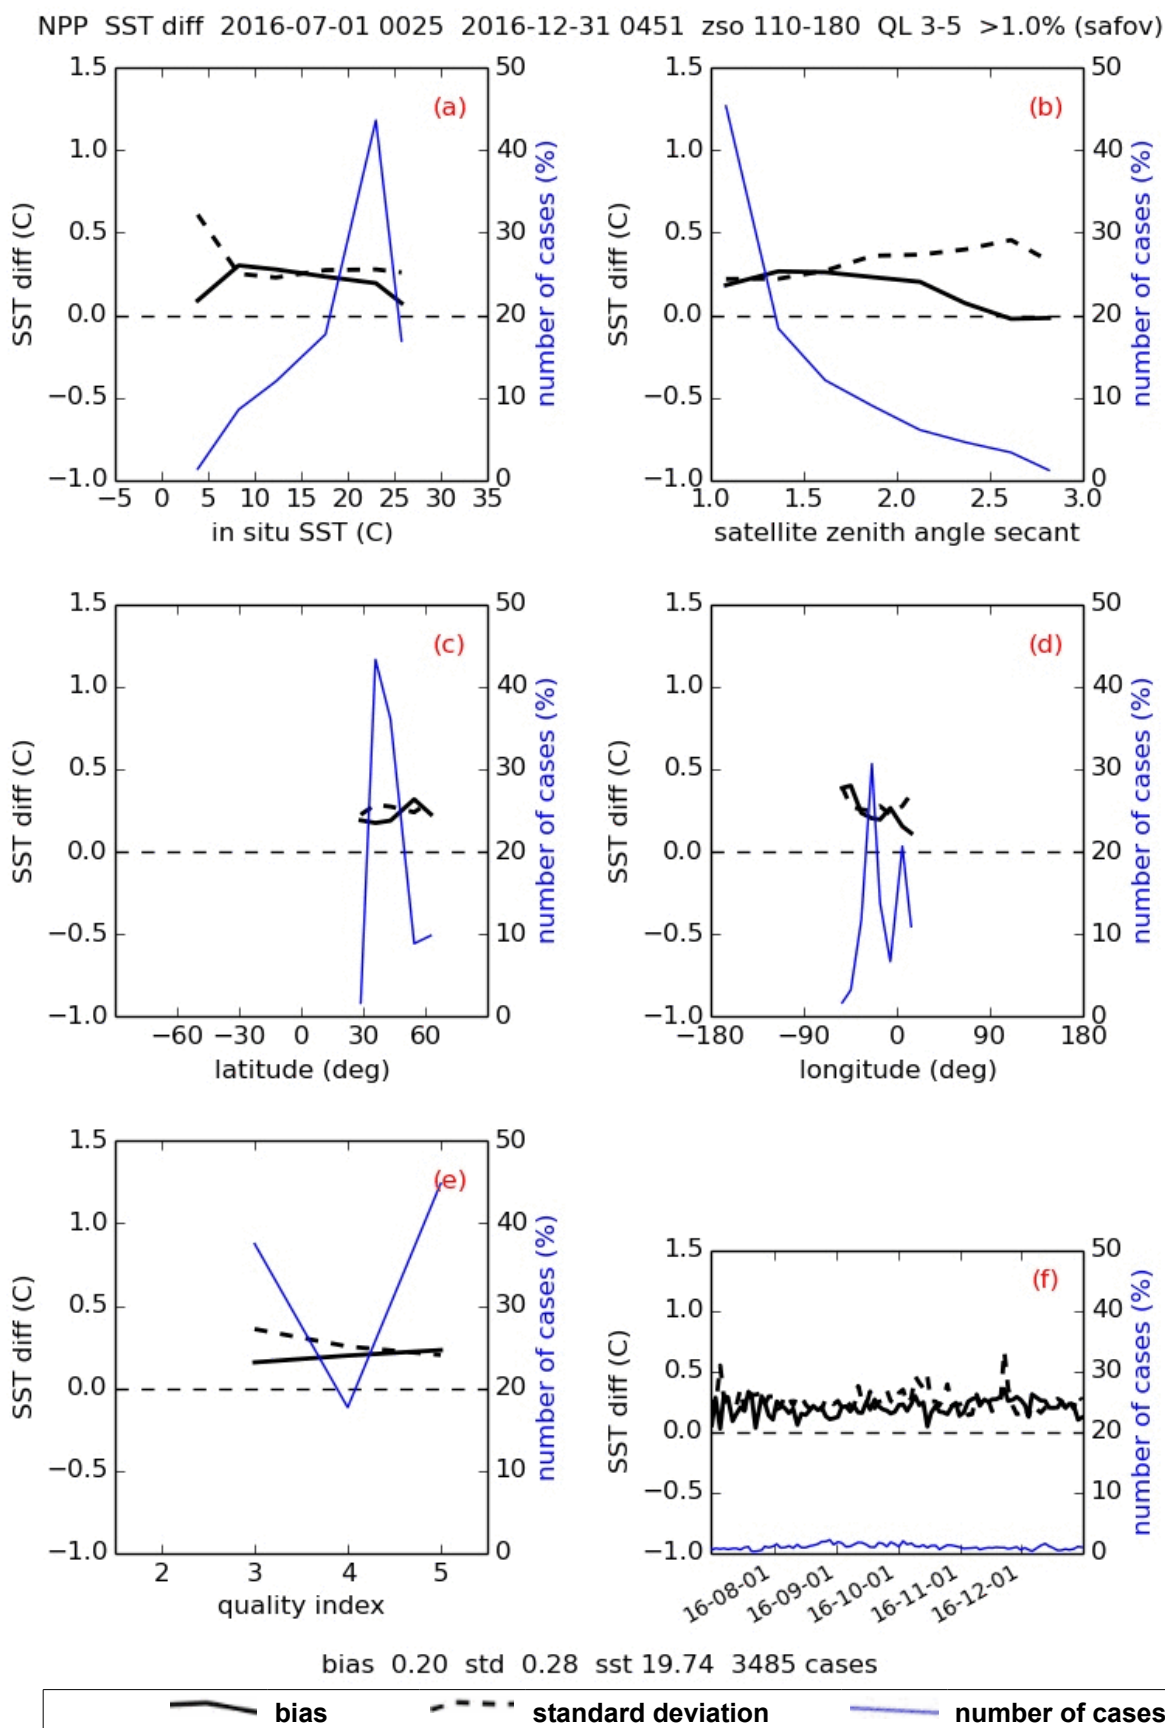 NPP SST diff 2016-07-01 0025 2016-12-31 0451 zso 110-180 QL 3-5 >1.0% (safov)
1.5
1.0
0.5
0.0
−0.5
−1.0
SST diff (C)
(a)
50
40
30
20
10
0
number of cases (%)
−5 0 5 10 15 20 25 30 35
in situ SST (C)
1.5
1.0
0.5
0.0
−0.5
−1.0
SST diff (C)
(b)
50
40
30
20
10
0
number of cases (%)
1.0 1.5 2.0 2.5 3.0
satellite zenith angle secant
1.5
1.0
0.5
0.0
−0.5
−1.0
SST diff (C)
(c)
50
40
30
20
10
0
number of cases (%)
−60 −30 0 30 60
latitude (deg)
1.5
1.0
0.5
0.0
−0.5
−1.0
SST diff (C)
(d)
50
40
30
20
10
0
number of cases (%)
−180 −90 0 90 180
longitude (deg)
1.5
1.0
0.5
0.0
−0.5
−1.0
SST diff (C)
(e)
50
40
30
20
10
0
number of cases (%)
2 3 4 5
quality index
1.5
1.0
0.5
0.0
−0.5
−1.0
SST diff (C)
(f)
50
40
30
20
10
0
number of cases (%)
16-08-01 16-09-01 16-10-01 16-11-01 16-12-01
bias 0.20 std 0.28 sst 19.74 3485 cases
bias standard deviation number of cases